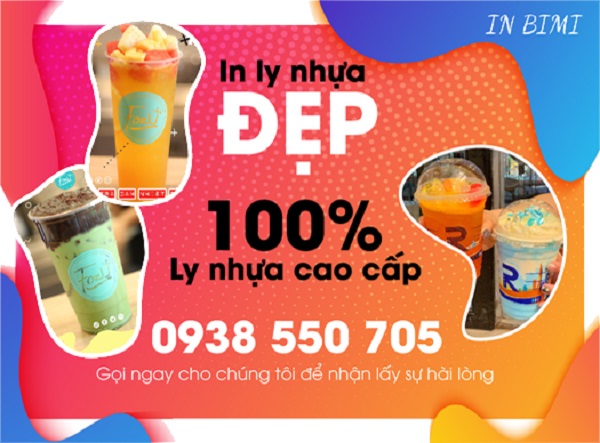 IN BIMI
In ly nhựa
ĐẸP
100%
Ly nhựa cao cấp
0938 550 705
Gọi ngay cho chúng tôi để nhận lấy sự hài lòng